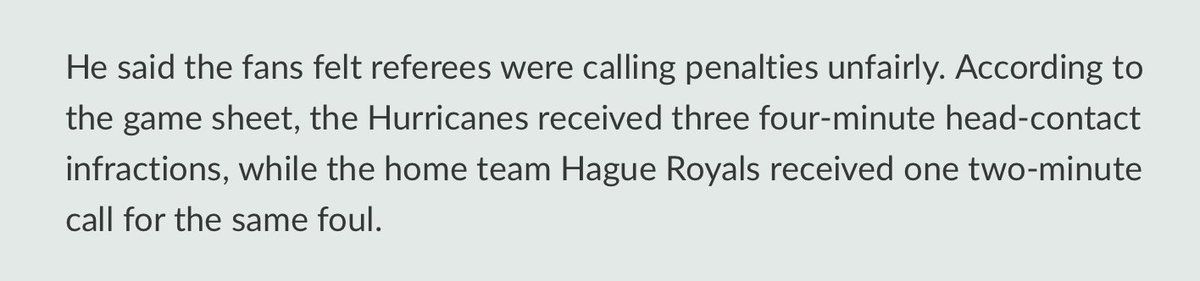 He said the fans felt referees were calling penalties unfairly. According to
the game sheet, the Hurricanes received three four-minute head-contact
infractions, while the home team Hague Royals received one two-minute
call for the same foul.